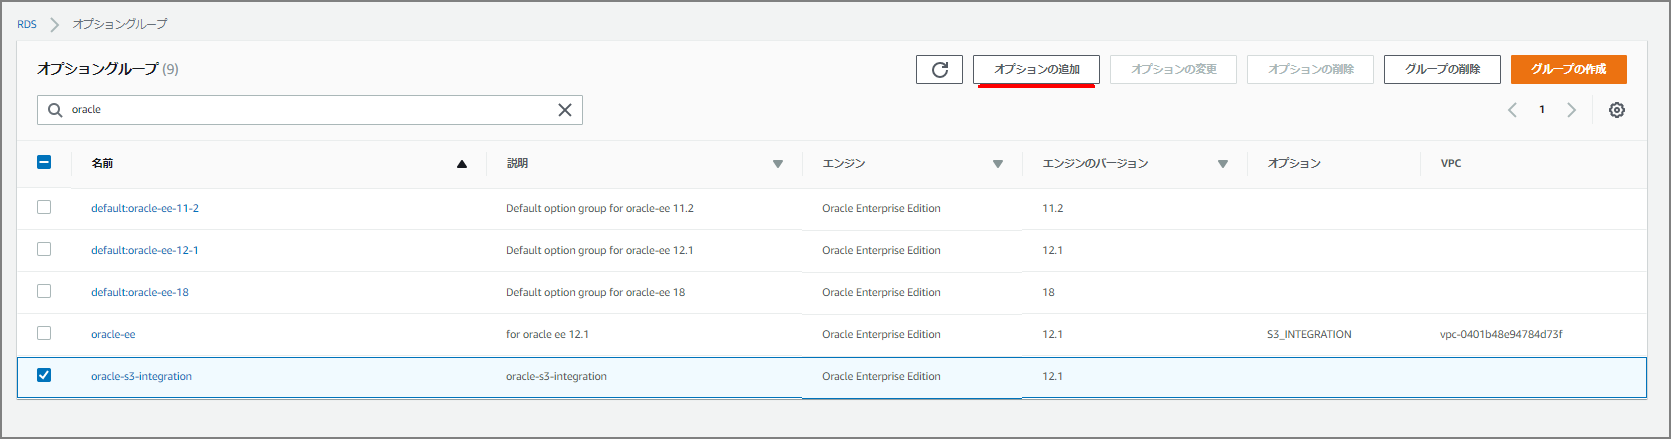 RDS > オプショングループ
オプショングループ (9)
オプションの追加 オプションの変更 オプションの削除 グループの削除 グループの作成
oracle
1
名前 説明 エンジン エンジンのバージョン オプション VPC
default:oracle-ee-11-2 Default option group for oracle-ee 11.2 Oracle Enterprise Edition 11.2
default:oracle-ee-12-1 Default option group for oracle-ee 12.1 Oracle Enterprise Edition 12.1
default:oracle-ee-18 Default option group for oracle-ee 18 Oracle Enterprise Edition 18
oracle-ee for oracle ee 12.1 Oracle Enterprise Edition 12.1 S3_INTEGRATION vpc-0401b48e94784d73f
oracle-s3-integration oracle-s3-integration Oracle Enterprise Edition 12.1